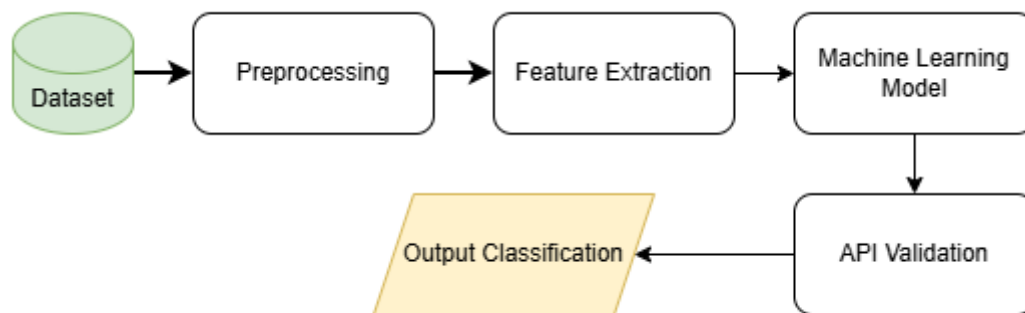 Dataset
Preprocessing
Feature Extraction
Machine Learning
Model
API Validation
Output Classification